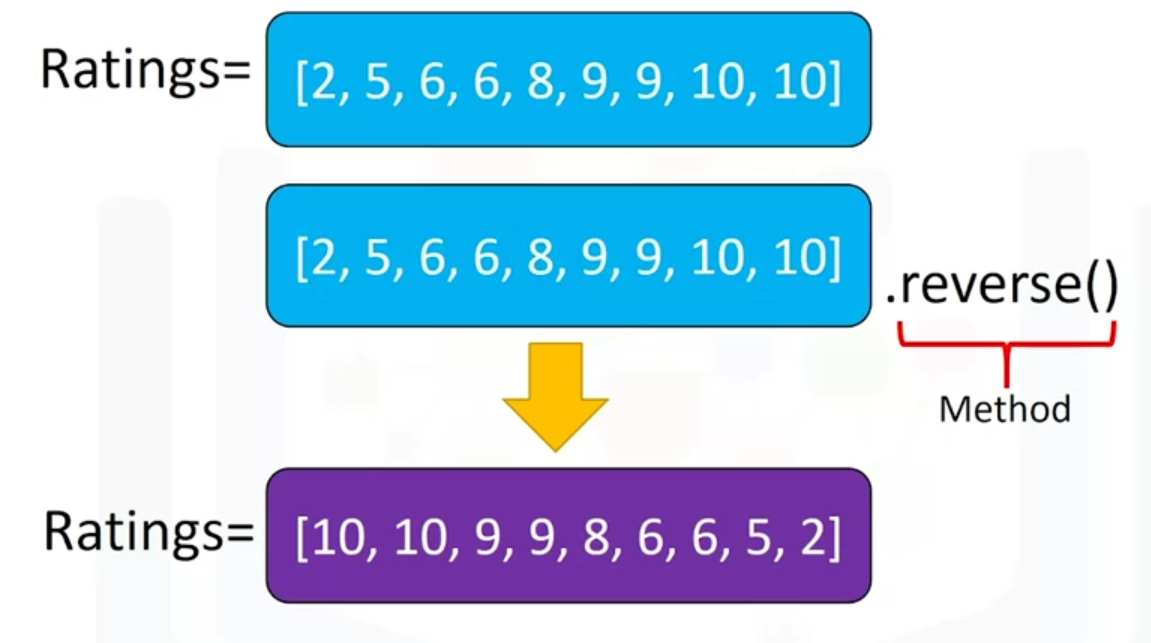 Ratings= [2, 5, 6, 6, 8, 9, 9, 10, 10]
[2, 5, 6, 6, 8, 9, 9, 10, 10] .reverse()
Method
Ratings= [10, 10, 9, 9, 8, 6, 6, 5, 2]